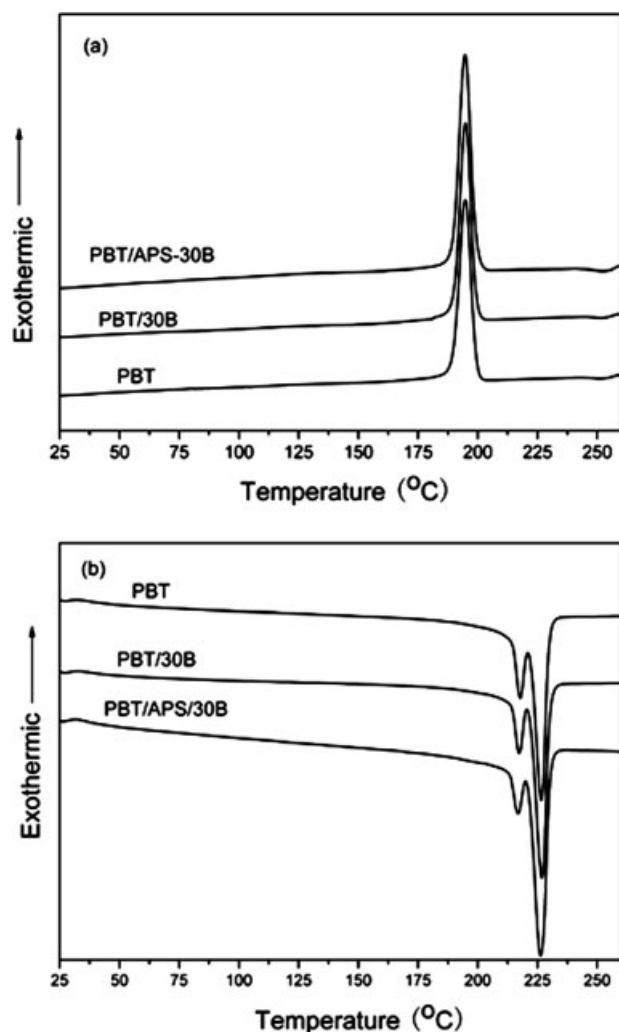 (a)
PBT/APS-30B
PBT/30B
PBT
Exothermic
25 50 75 100 125 150 175 200 225 250
Temperature (°C)
(b)
PBT
PBT/30B
PBT/APS/30B
Exothermic
25 50 75 100 125 150 175 200 225 250
Temperature (°C)